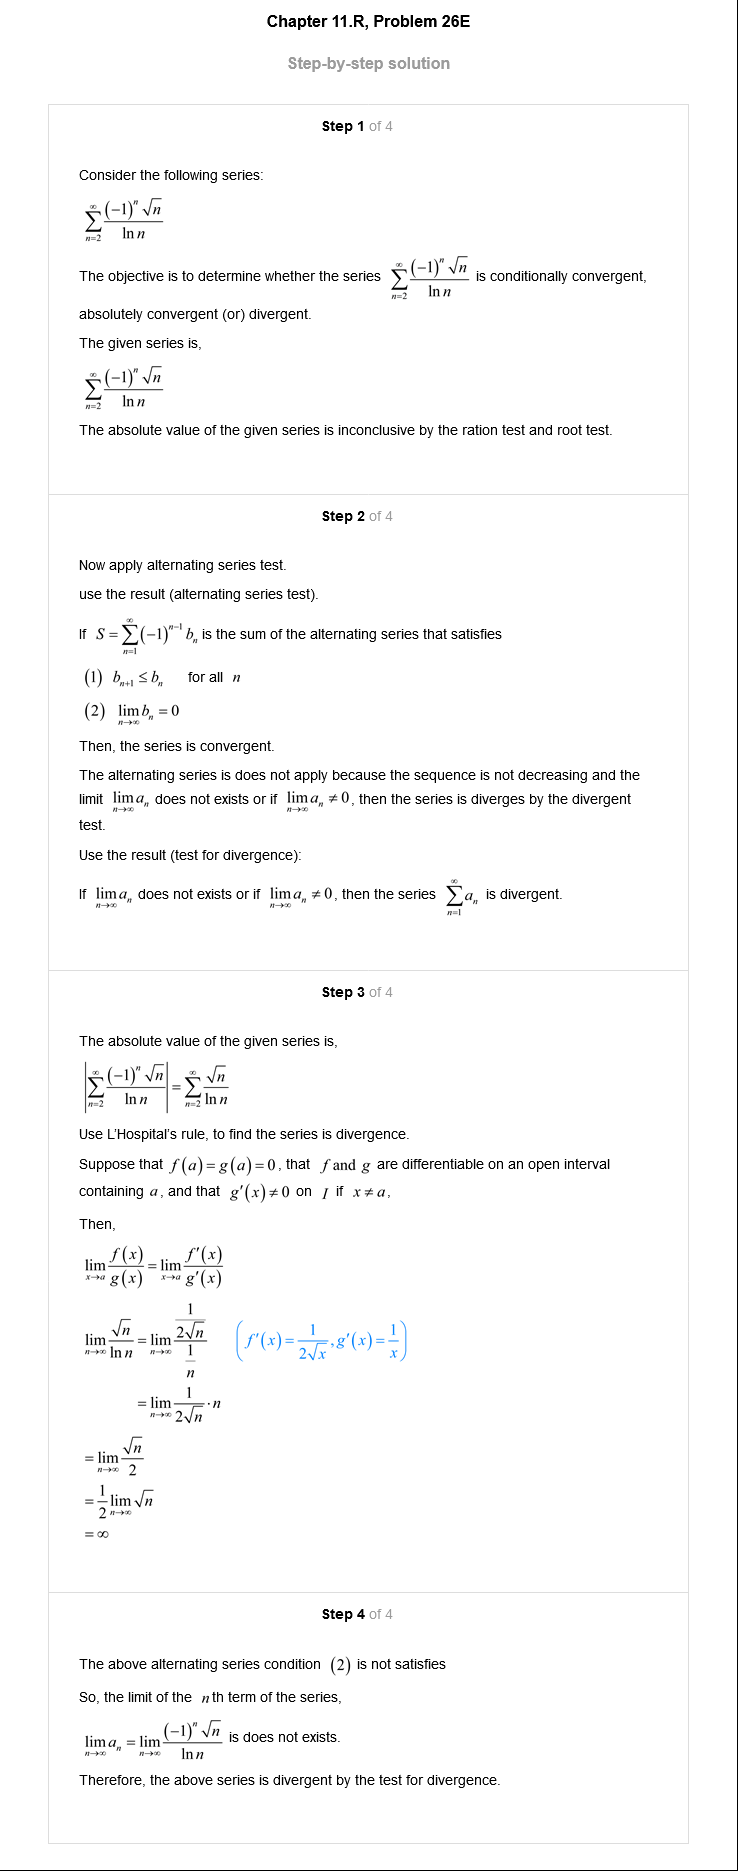 Chapter 11.R, Problem 26E
Step-by-step solution
Step 1 of 4
Consider the following series:
$\sum_{n=2}^{\infty} \frac{(-1)^n \sqrt{n}}{\ln n}$
The objective is to determine whether the series $\sum_{n=2}^{\infty} \frac{(-1)^n \sqrt{n}}{\ln n}$ is conditionally convergent,
absolutely convergent (or) divergent.
The given series is,
$\sum_{n=2}^{\infty} \frac{(-1)^n \sqrt{n}}{\ln n}$
The absolute value of the given series is inconclusive by the ration test and root test.
Step 2 of 4
Now apply alternating series test.
use the result (alternating series test).
If $S = \sum_{n=1}^{\infty} (-1)^{n-1} b_n$ is the sum of the alternating series that satisfies
(1) $b_{n+1} \le b_n$ for all $n$
(2) $\lim_{n \to \infty} b_n = 0$
Then, the series is convergent.
The alternating series is does not apply because the sequence is not decreasing and the
limit $\lim_{n \to \infty} a_n$ does not exists or if $\lim_{n \to \infty} a_n \neq 0$, then the series is diverges by the divergent
test.
Use the result (test for divergence):
If $\lim_{n \to \infty} a_n$ does not exists or if $\lim_{n \to \infty} a_n \neq 0$, then the series $\sum_{n=1}^{\infty} a_n$ is divergent.
Step 3 of 4
The absolute value of the given series is,
$\left| \sum_{n=2}^{\infty} \frac{(-1)^n \sqrt{n}}{\ln n} \right| = \sum_{n=2}^{\infty} \frac{\sqrt{n}}{\ln n}$
Use L'Hospital's rule, to find the series is divergence.
Suppose that $f(a) = g(a) = 0$, that $f$ and $g$ are differentiable on an open interval
containing $a$, and that $g'(x) \neq 0$ on $I$ if $x \neq a$,
Then,
$\lim_{x \to a} \frac{f(x)}{g(x)} = \lim_{x \to a} \frac{f'(x)}{g'(x)}$
$\lim_{n \to \infty} \frac{\sqrt{n}}{\ln n} = \lim_{n \to \infty} \frac{\frac{1}{2\sqrt{n}}}{\frac{1}{n}} \quad \left( f'(x) = \frac{1}{2\sqrt{x}}, g'(x) = \frac{1}{x} \right)$
$= \lim_{n \to \infty} \frac{1}{2\sqrt{n}} \cdot n$
$= \lim_{n \to \infty} \frac{\sqrt{n}}{2}$
$= \frac{1}{2} \lim_{n \to \infty} \sqrt{n}$
$= \infty$
Step 4 of 4
The above alternating series condition (2) is not satisfies
So, the limit of the $n$th term of the series,
$\lim_{n \to \infty} a_n = \lim_{n \to \infty} \frac{(-1)^n \sqrt{n}}{\ln n}$ is does not exists.
Therefore, the above series is divergent by the test for divergence.